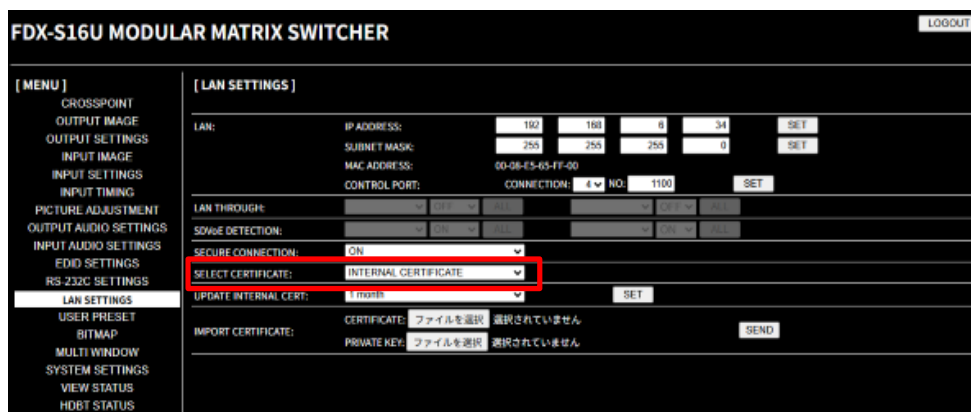 FDX-S16U MODULAR MATRIX SWITCHER
LOGOUT
[ MENU ]
CROSSPOINT
OUTPUT IMAGE
OUTPUT SETTINGS
INPUT IMAGE
INPUT SETTINGS
INPUT TIMING
PICTURE ADJUSTMENT
OUTPUT AUDIO SETTINGS
INPUT AUDIO SETTINGS
EDID SETTINGS
RS-232C SETTINGS
LAN SETTINGS
USER PRESET
BITMAP
MULTI WINDOW
SYSTEM SETTINGS
VIEW STATUS
HDBT STATUS
[ LAN SETTINGS ]
LAN: IP ADDRESS: 192 168 6 34 SET
SUBNET MASK: 255 255 255 0 SET
MAC ADDRESS: 00-08-E5-65-FF-00
CONTROL PORT: CONNECTION: 4 NO: 1100 SET
LAN THROUGH: OFF ALL OFF ALL
SDVoE DETECTION: ON ALL ON ALL
SECURE CONNECTION: ON
SELECT CERTIFICATE: INTERNAL CERTIFICATE
UPDATE INTERNAL CERT: 1 month SET
IMPORT CERTIFICATE: CERTIFICATE: ファイルを選択 選択されていません
PRIVATE KEY: ファイルを選択 選択されていません
SEND